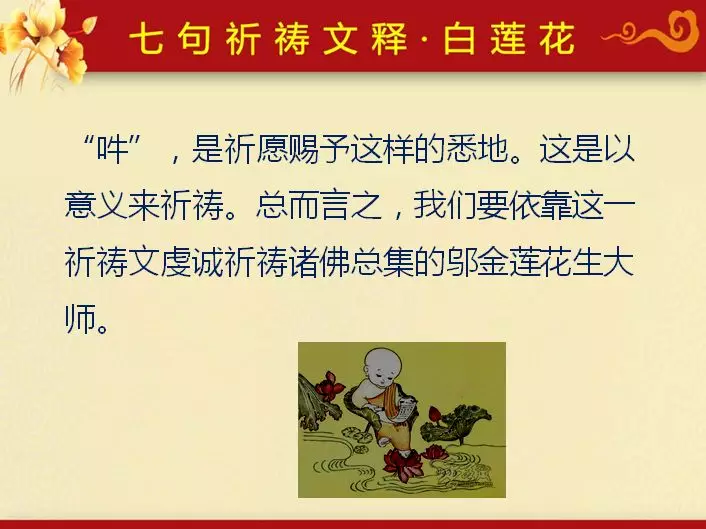 七句祈祷文释·白莲花
“吽”，是祈愿赐予这样的悉地。这是以
意义来祈祷。总而言之，我们要依靠这一
祈祷文虔诚祈祷诸佛总集的邬金莲花生大
师。